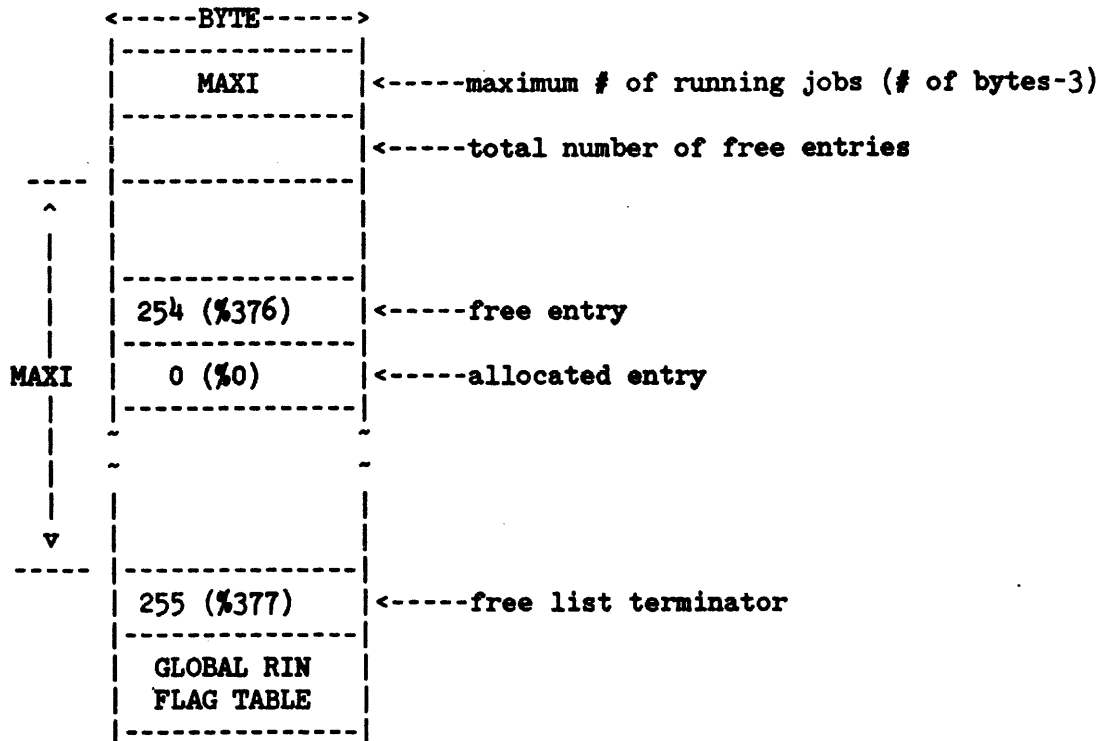 <-----BYTE------>
MAXI <-----maximum # of running jobs (# of bytes-3)
<-----total number of free entries
254 (%376) <-----free entry
MAXI 0 (%0) <-----allocated entry
255 (%377) <-----free list terminator
GLOBAL RIN
FLAG TABLE